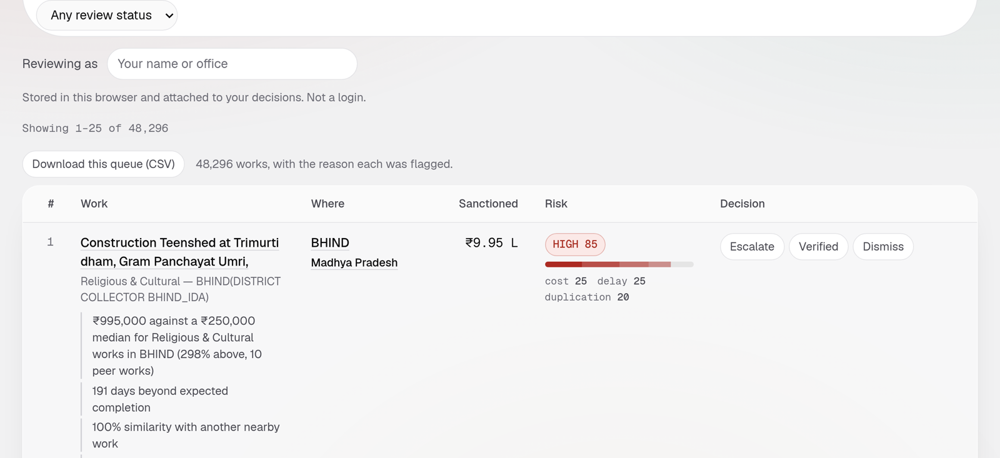 Any review status
Reviewing as
Your name or office
Stored in this browser and attached to your decisions. Not a login.
Showing 1–25 of 48,296
Download this queue (CSV)
48,296 works, with the reason each was flagged.
# Work Where Sanctioned Risk Decision
1
Construction Teenshed at Trimurti
dham, Gram Panchayat Umri,
Religious & Cultural — BHIND(DISTRICT
COLLECTOR BHIND_IDA)
₹995,000 against a ₹250,000
median for Religious & Cultural
works in BHIND (298% above, 10
peer works)
191 days beyond expected
completion
100% similarity with another nearby
work
BHIND
Madhya Pradesh
₹9.95 L
HIGH 85
cost 25 delay 25
duplication 20
Escalate Verified Dismiss